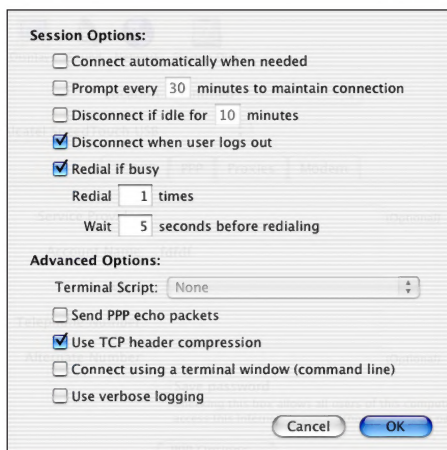 Session Options:
Connect automatically when needed
Prompt every 30 minutes to maintain connection
Disconnect if idle for 10 minutes
Disconnect when user logs out
Redial if busy
PPP Proxies Modem
Redial 1 times
Wait 5 seconds before redialing
Advanced Options:
Terminal Script: None
Send PPP echo packets
Use TCP header compression
Connect using a terminal window (command line)
Use verbose logging
Cancel OK